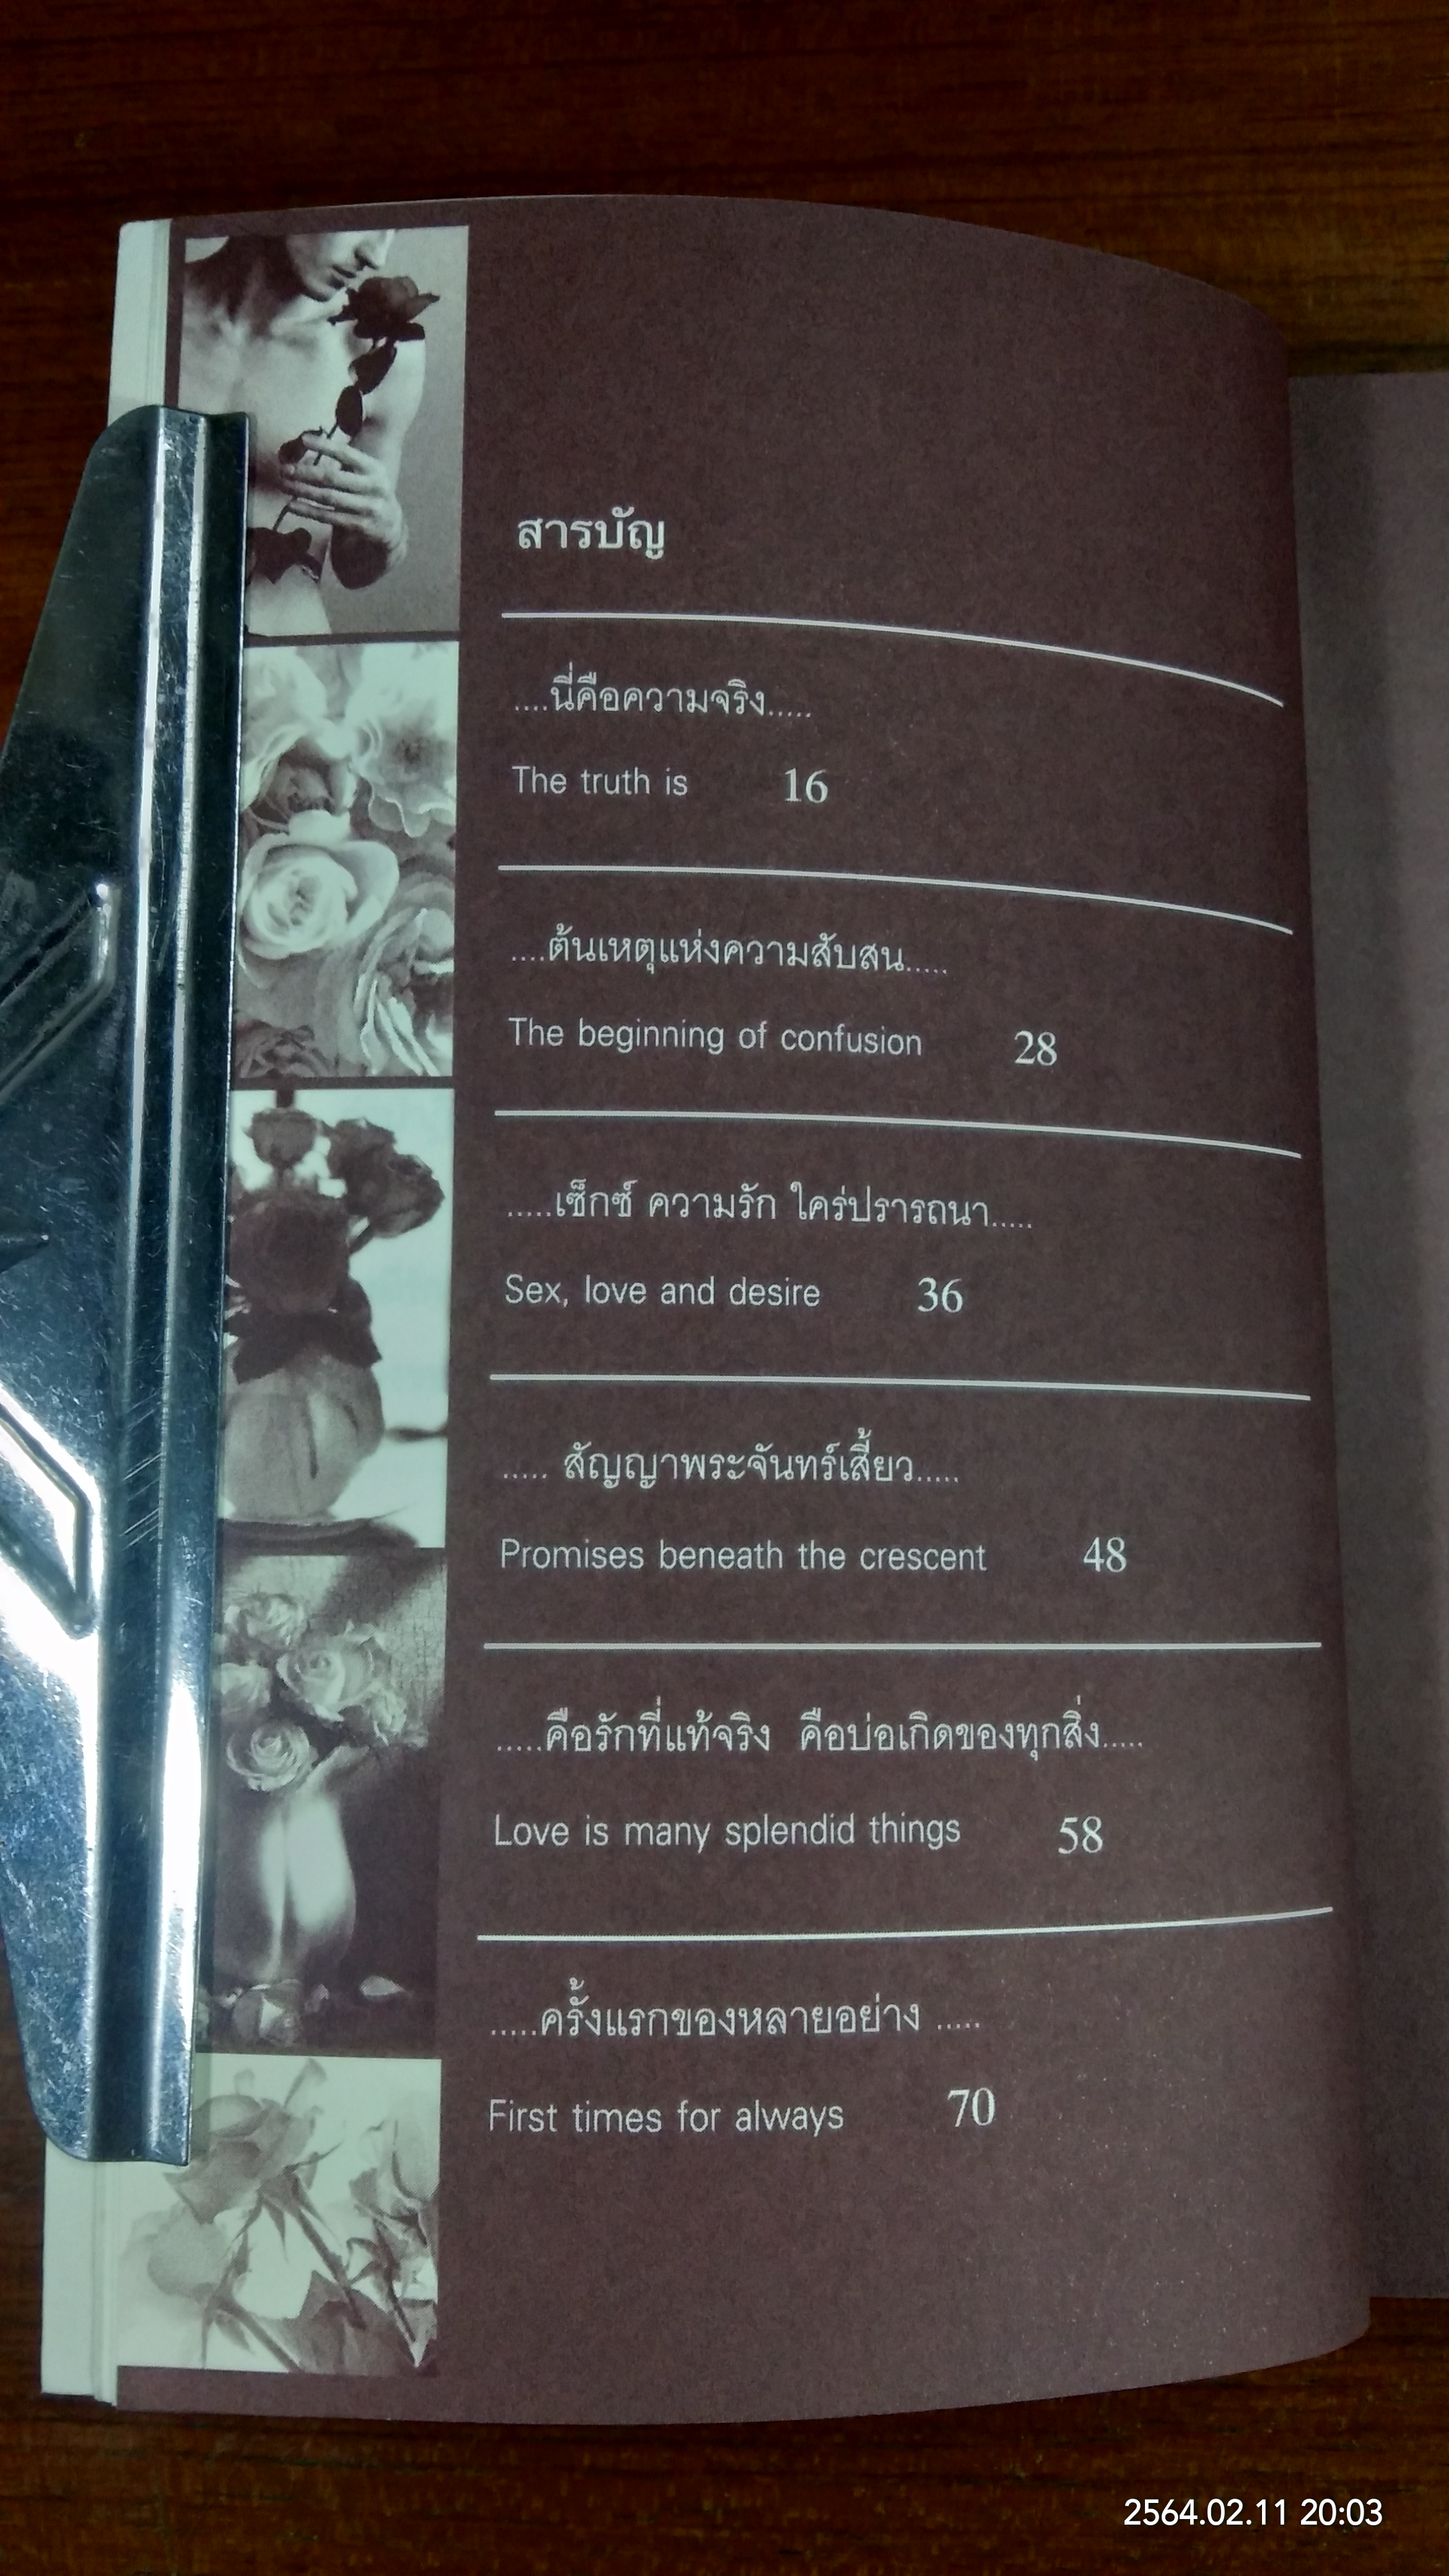 สารบัญ
....นี่คือความจริง.....
The truth is 16
....ต้นเหตุแห่งความสับสน.....
The beginning of confusion 28
.....เซ็กซ์ ความรัก ใคร่ปรารถนา.....
Sex, love and desire 36
..... สัญญาพระจันทร์เสี้ยว.....
Promises beneath the crescent 48
.....คือรักที่แท้จริง คือบ่อเกิดของทุกสิ่ง.....
Love is many splendid things 58
.....ครั้งแรกของหลายอย่าง .....
First times for always 70
2564.02.11 20:03